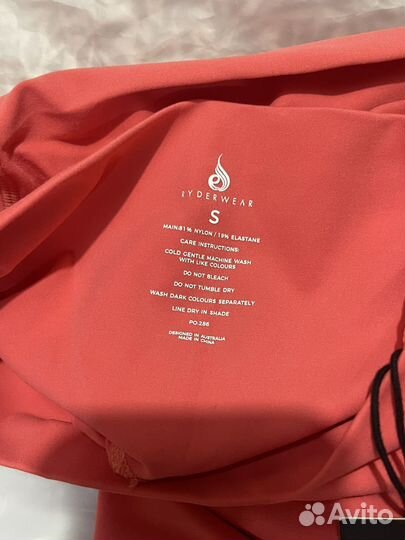 RYDERWEAR
S
MAIN:81% NYLON / 19% ELASTANE
CARE INSTRUCTIONS:
COLD GENTLE MACHINE WASH
WITH LIKE COLOURS
DO NOT BLEACH
DO NOT TUMBLE DRY
WASH DARK COLOURS SEPARATELY
LINE DRY IN SHADE
PO:286
DESIGNED IN AUSTRALIA
MADE IN CHINA
Avito